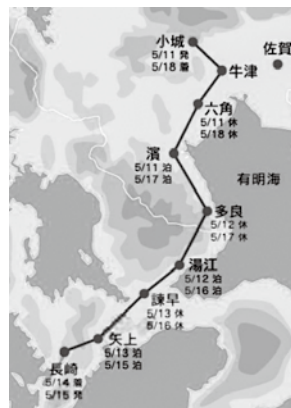 小城
5/11 発
5/18 着
佐賀
牛津
六角
5/11 休
5/18 休
濱
5/11 泊
5/17 泊
有明海
多良
5/12 休
5/17 休
湯江
5/12 泊
5/16 泊
諫早
5/13 休
5/16 休
矢上
5/13 泊
5/15 泊
長崎
5/14 着
5/15 発